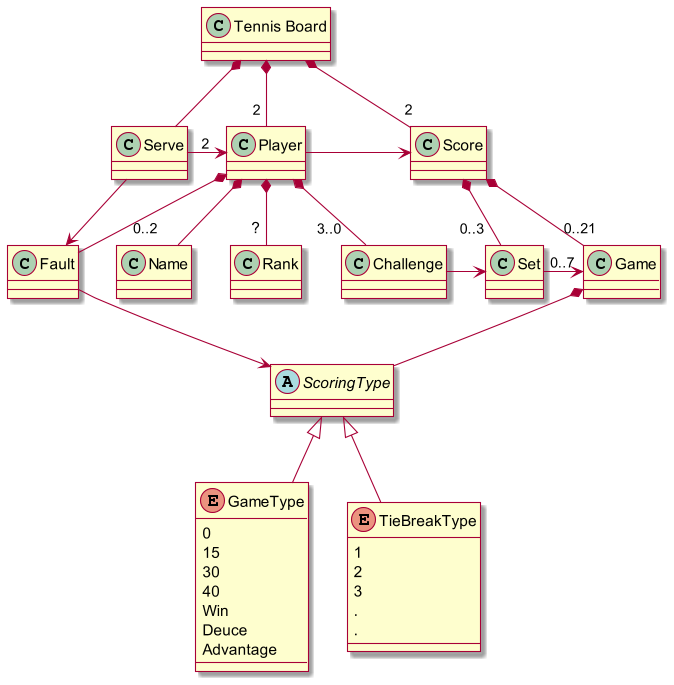 C Tennis Board
2
2
C Serve
2
C Player
C Score
0..2
?
3..0
0..3
0..21
C Fault
C Name
C Rank
C Challenge
C Set
0..7
C Game
A ScoringType
E GameType
0
15
30
40
Win
Deuce
Advantage
E TieBreakType
1
2
3
.
.